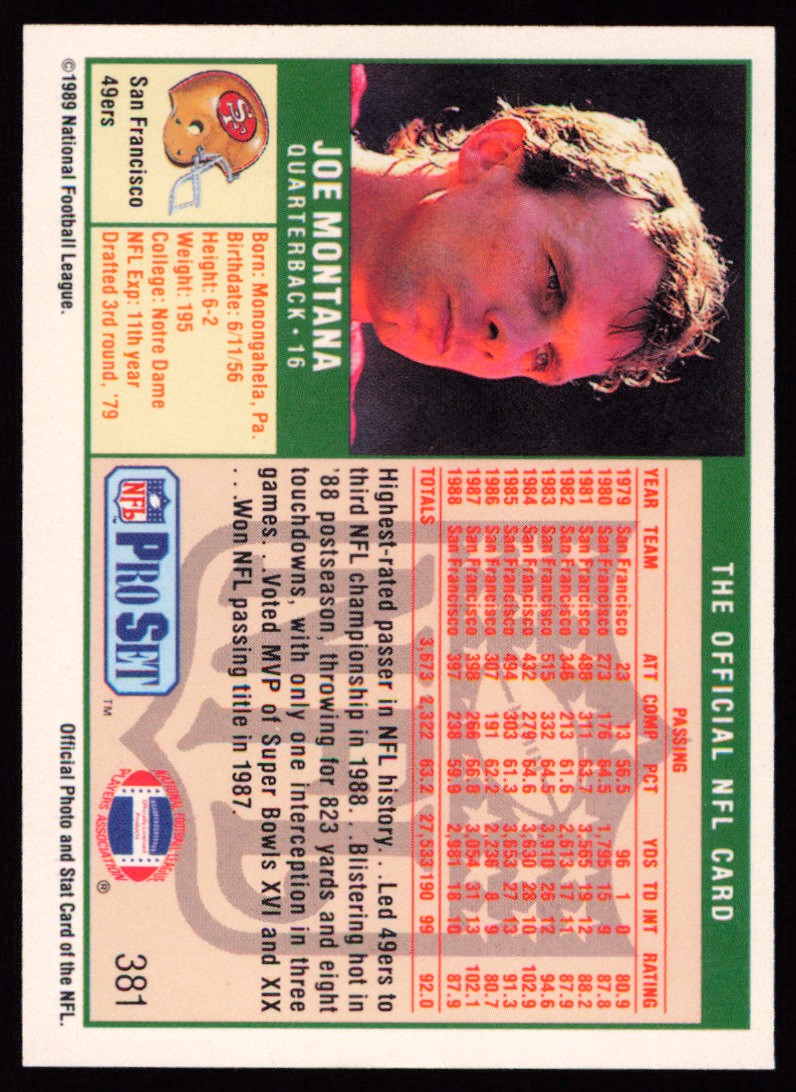 THE OFFICIAL NFL CARD
JOE MONTANA
QUARTERBACK • 16
San Francisco
49ers
Born: Monongahela, Pa.
Birthdate: 6/11/56
Height: 6-2
Weight: 195
College: Notre Dame
NFL Exp: 11th year
Drafted 3rd round, '79
PASSING
YEAR TEAM ATT COMP PCT YDS TD INT RATING
1979 San Francisco 23 13 56.5 96 1 0 80.9
1980 San Francisco 273 176 64.5 1,795 15 9 87.8
1981 San Francisco 488 311 63.7 3,565 19 12 88.2
1982 San Francisco 346 213 61.6 2,613 17 11 87.9
1983 San Francisco 515 332 64.5 3,910 26 12 94.6
1984 San Francisco 432 279 64.6 3,630 28 10 102.9
1985 San Francisco 494 303 61.3 3,653 27 13 91.3
1986 San Francisco 307 191 62.2 2,236 8 9 80.7
1987 San Francisco 398 266 66.8 3,054 31 13 102.1
1988 San Francisco 397 238 59.9 2,981 18 10 87.9
TOTALS 3,673 2,322 63.2 27,533 190 99 92.0
Highest-rated passer in NFL history. . .Led 49ers to
third NFL championship in 1988. . .Blistering hot in
'88 postseason, throwing for 823 yards and eight
touchdowns, with only one interception in three
games. . .Voted MVP of Super Bowls XVI and XIX
. . .Won NFL passing title in 1987.
NFL
NFL PRO SET ™
NATIONAL FOOTBALL LEAGUE
Officially Licensed
Products
PLAYERS ASSOCIATION ®
381
©1989 National Football League.
Official Photo and Stat Card of the NFL.